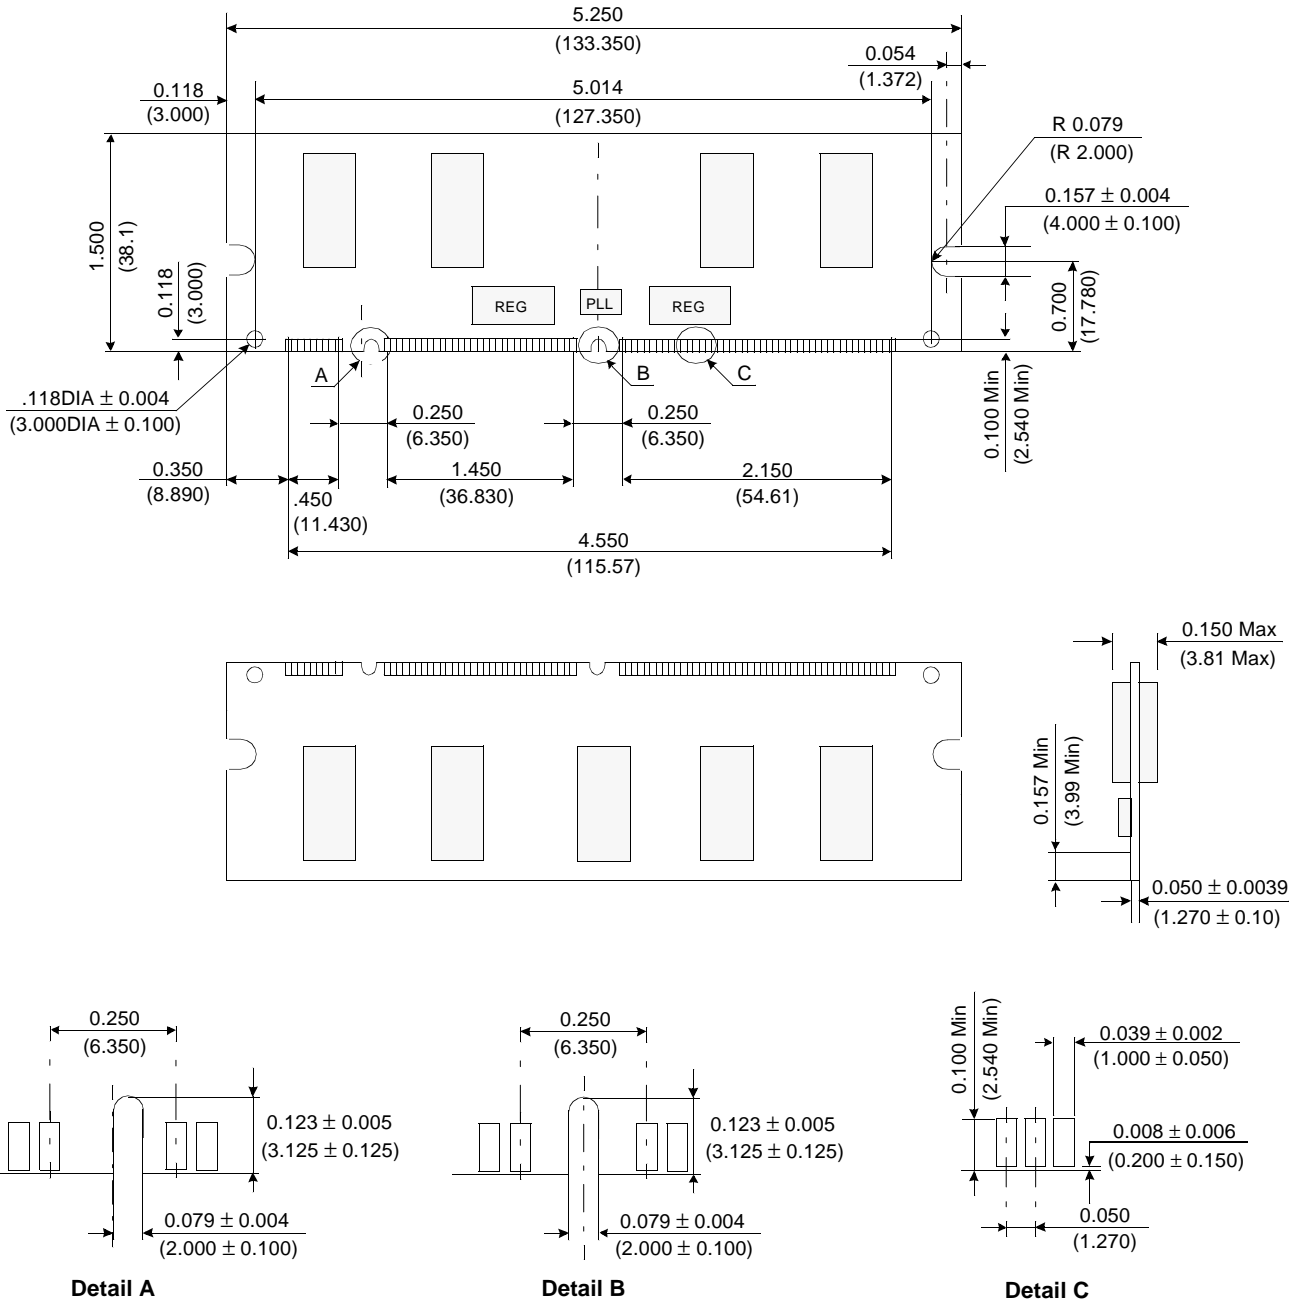 5.250
(133.350)
0.054
(1.372)
0.118
(3.000)
5.014
(127.350)
R 0.079
(R 2.000)
0.157 ± 0.004
(4.000 ± 0.100)
1.500
(38.1)
0.118
(3.000)
REG
PLL
REG
0.700
(17.780)
A
B
C
.118DIA ± 0.004
(3.000DIA ± 0.100)
0.250
(6.350)
0.250
(6.350)
0.100 Min
(2.540 Min)
0.350
(8.890)
.450
(11.430)
1.450
(36.830)
2.150
(54.61)
4.550
(115.57)
0.150 Max
(3.81 Max)
0.157 Min
(3.99 Min)
0.050 ± 0.0039
(1.270 ± 0.10)
0.250
(6.350)
0.123 ± 0.005
(3.125 ± 0.125)
0.079 ± 0.004
(2.000 ± 0.100)
Detail A
0.250
(6.350)
0.123 ± 0.005
(3.125 ± 0.125)
0.079 ± 0.004
(2.000 ± 0.100)
Detail B
0.100 Min
(2.540 Min)
0.039 ± 0.002
(1.000 ± 0.050)
0.008 ± 0.006
(0.200 ± 0.150)
0.050
(1.270)
Detail C